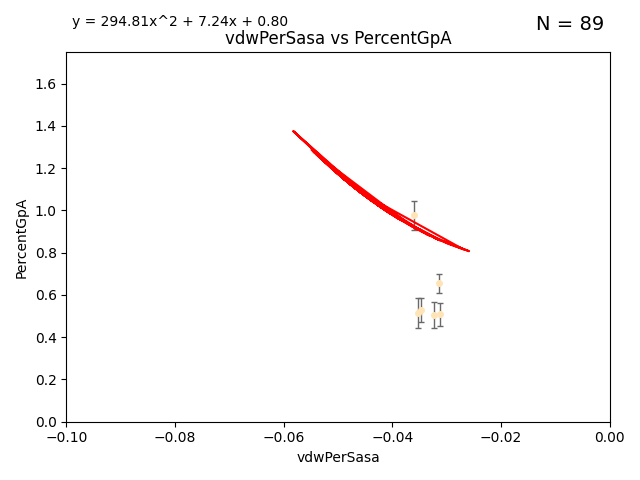 y = 294.81x^2 + 7.24x + 0.80
N = 89
vdwPerSasa vs PercentGpA
1.6
1.4
1.2
1.0
0.8
0.6
0.4
0.2
0.0
PercentGpA
−0.10 −0.08 −0.06 −0.04 −0.02 0.00
vdwPerSasa